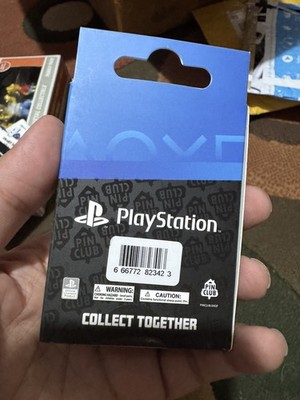 PlayStation.
6 66772 82342 3
WARNING:
CAUTION:
PIN
CLUB
COLLECT TOGETHER